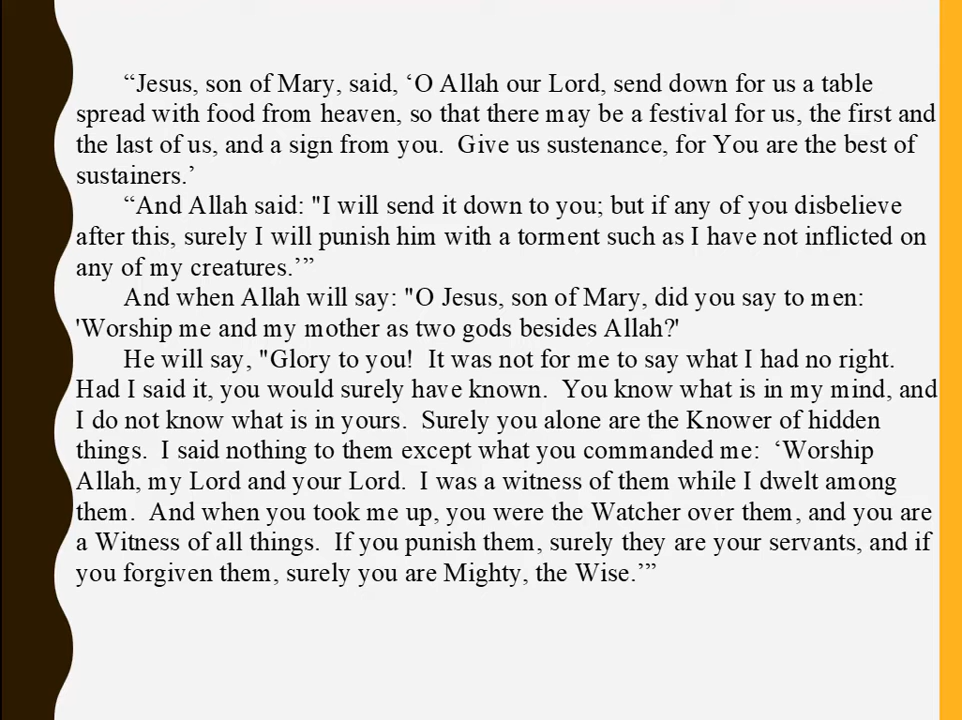 “Jesus, son of Mary, said, ‘O Allah our Lord, send down for us a table
spread with food from heaven, so that there may be a festival for us, the first and
the last of us, and a sign from you.  Give us sustenance, for You are the best of
sustainers.’
“And Allah said: "I will send it down to you; but if any of you disbelieve
after this, surely I will punish him with a torment such as I have not inflicted on
any of my creatures.’”
And when Allah will say: "O Jesus, son of Mary, did you say to men:
'Worship me and my mother as two gods besides Allah?'
He will say, "Glory to you!  It was not for me to say what I had no right.
Had I said it, you would surely have known.  You know what is in my mind, and
I do not know what is in yours.  Surely you alone are the Knower of hidden
things.  I said nothing to them except what you commanded me:  ‘Worship
Allah, my Lord and your Lord.  I was a witness of them while I dwelt among
them.  And when you took me up, you were the Watcher over them, and you are
a Witness of all things.  If you punish them, surely they are your servants, and if
you forgiven them, surely you are Mighty, the Wise.’”